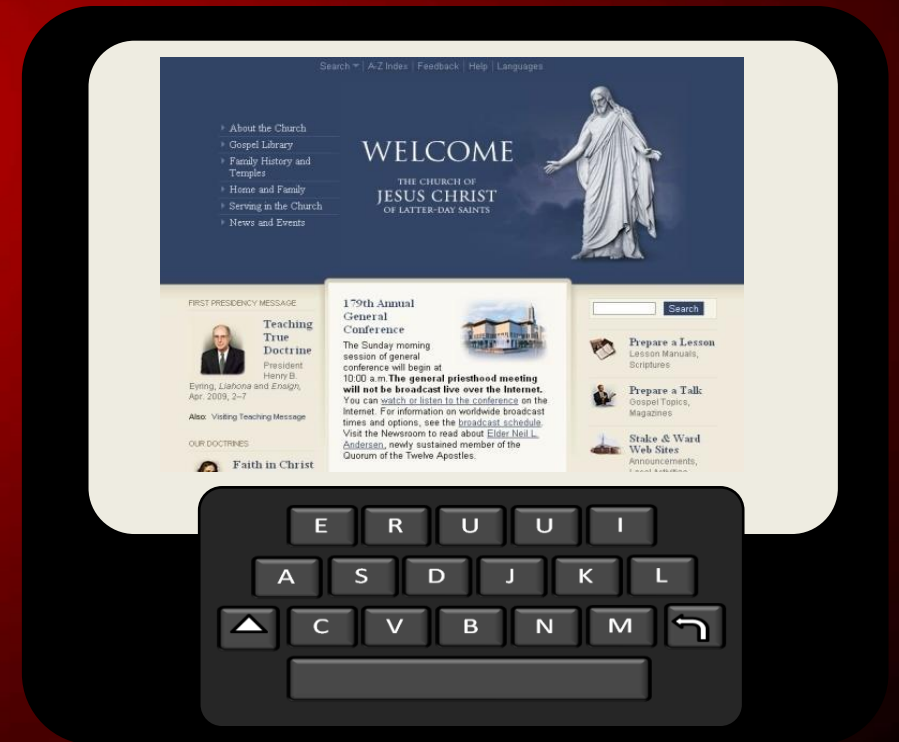 Search | A-Z Index | Feedback | Help | Languages
About the Church
Gospel Library
Family History and
Temples
Home and Family
Serving in the Church
News and Events
WELCOME
THE CHURCH OF
JESUS CHRIST
OF LATTER-DAY SAINTS
FIRST PRESIDENCY MESSAGE
Teaching
True
Doctrine
President
Henry B.
Eyring, Liahona and Ensign,
Apr. 2009, 2–7
Also: Visiting Teaching Message
OUR DOCTRINES
Faith in Christ
179th Annual
General
Conference
The Sunday morning
session of general
conference will begin at
10:00 a.m.The general priesthood meeting
will not be broadcast live over the Internet.
You can watch or listen to the conference on the
Internet. For information on worldwide broadcast
times and options, see the broadcast schedule.
Visit the Newsroom to read about Elder Neil L.
Andersen, newly sustained member of the
Quorum of the Twelve Apostles.
Search
Prepare a Lesson
Lesson Manuals,
Scriptures
Prepare a Talk
Gospel Topics,
Magazines
Stake & Ward
Web Sites
Announcements,
Local Activities
E R U U I
A S D J K L
C V B N M